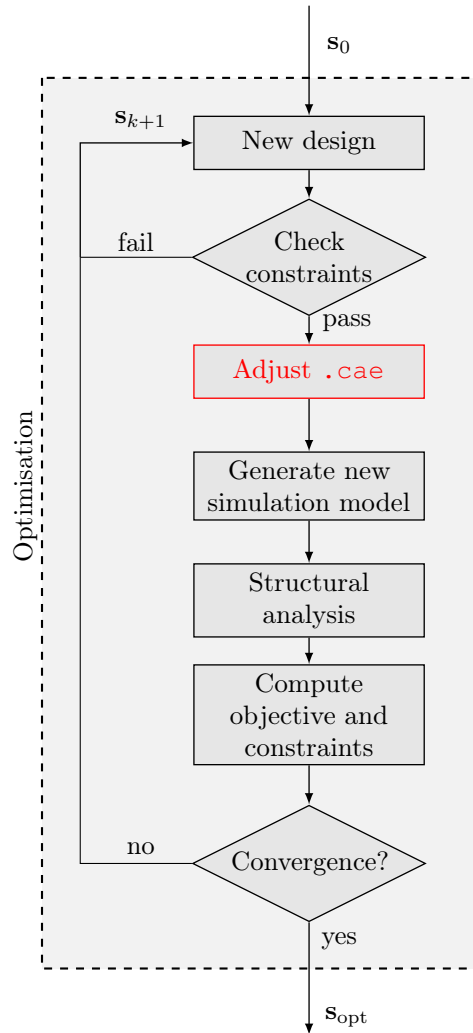 s0
sk+1
New design
fail
Check
constraints
pass
Adjust .cae
Optimisation
Generate new
simulation model
Structural
analysis
Compute
objective and
constraints
no
Convergence?
yes
sopt